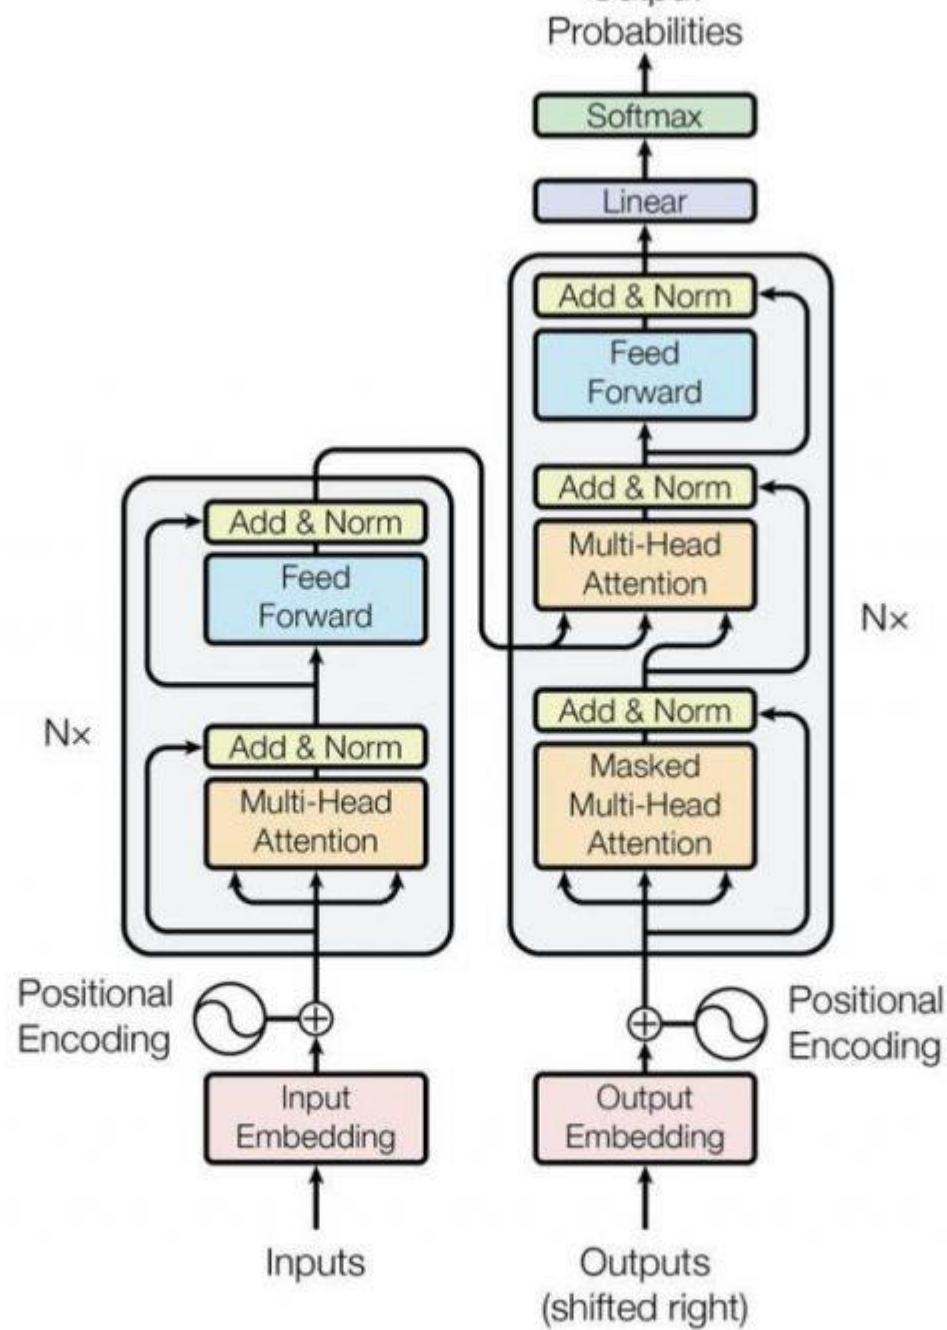 Probabilities
Softmax
Linear
Add & Norm
Feed
Forward
Add & Norm
Multi-Head
Attention
Nx
Add & Norm
Masked
Multi-Head
Attention
Add & Norm
Feed
Forward
Nx
Add & Norm
Multi-Head
Attention
Positional
Encoding
Positional
Encoding
Input
Embedding
Output
Embedding
Inputs
Outputs
(shifted right)